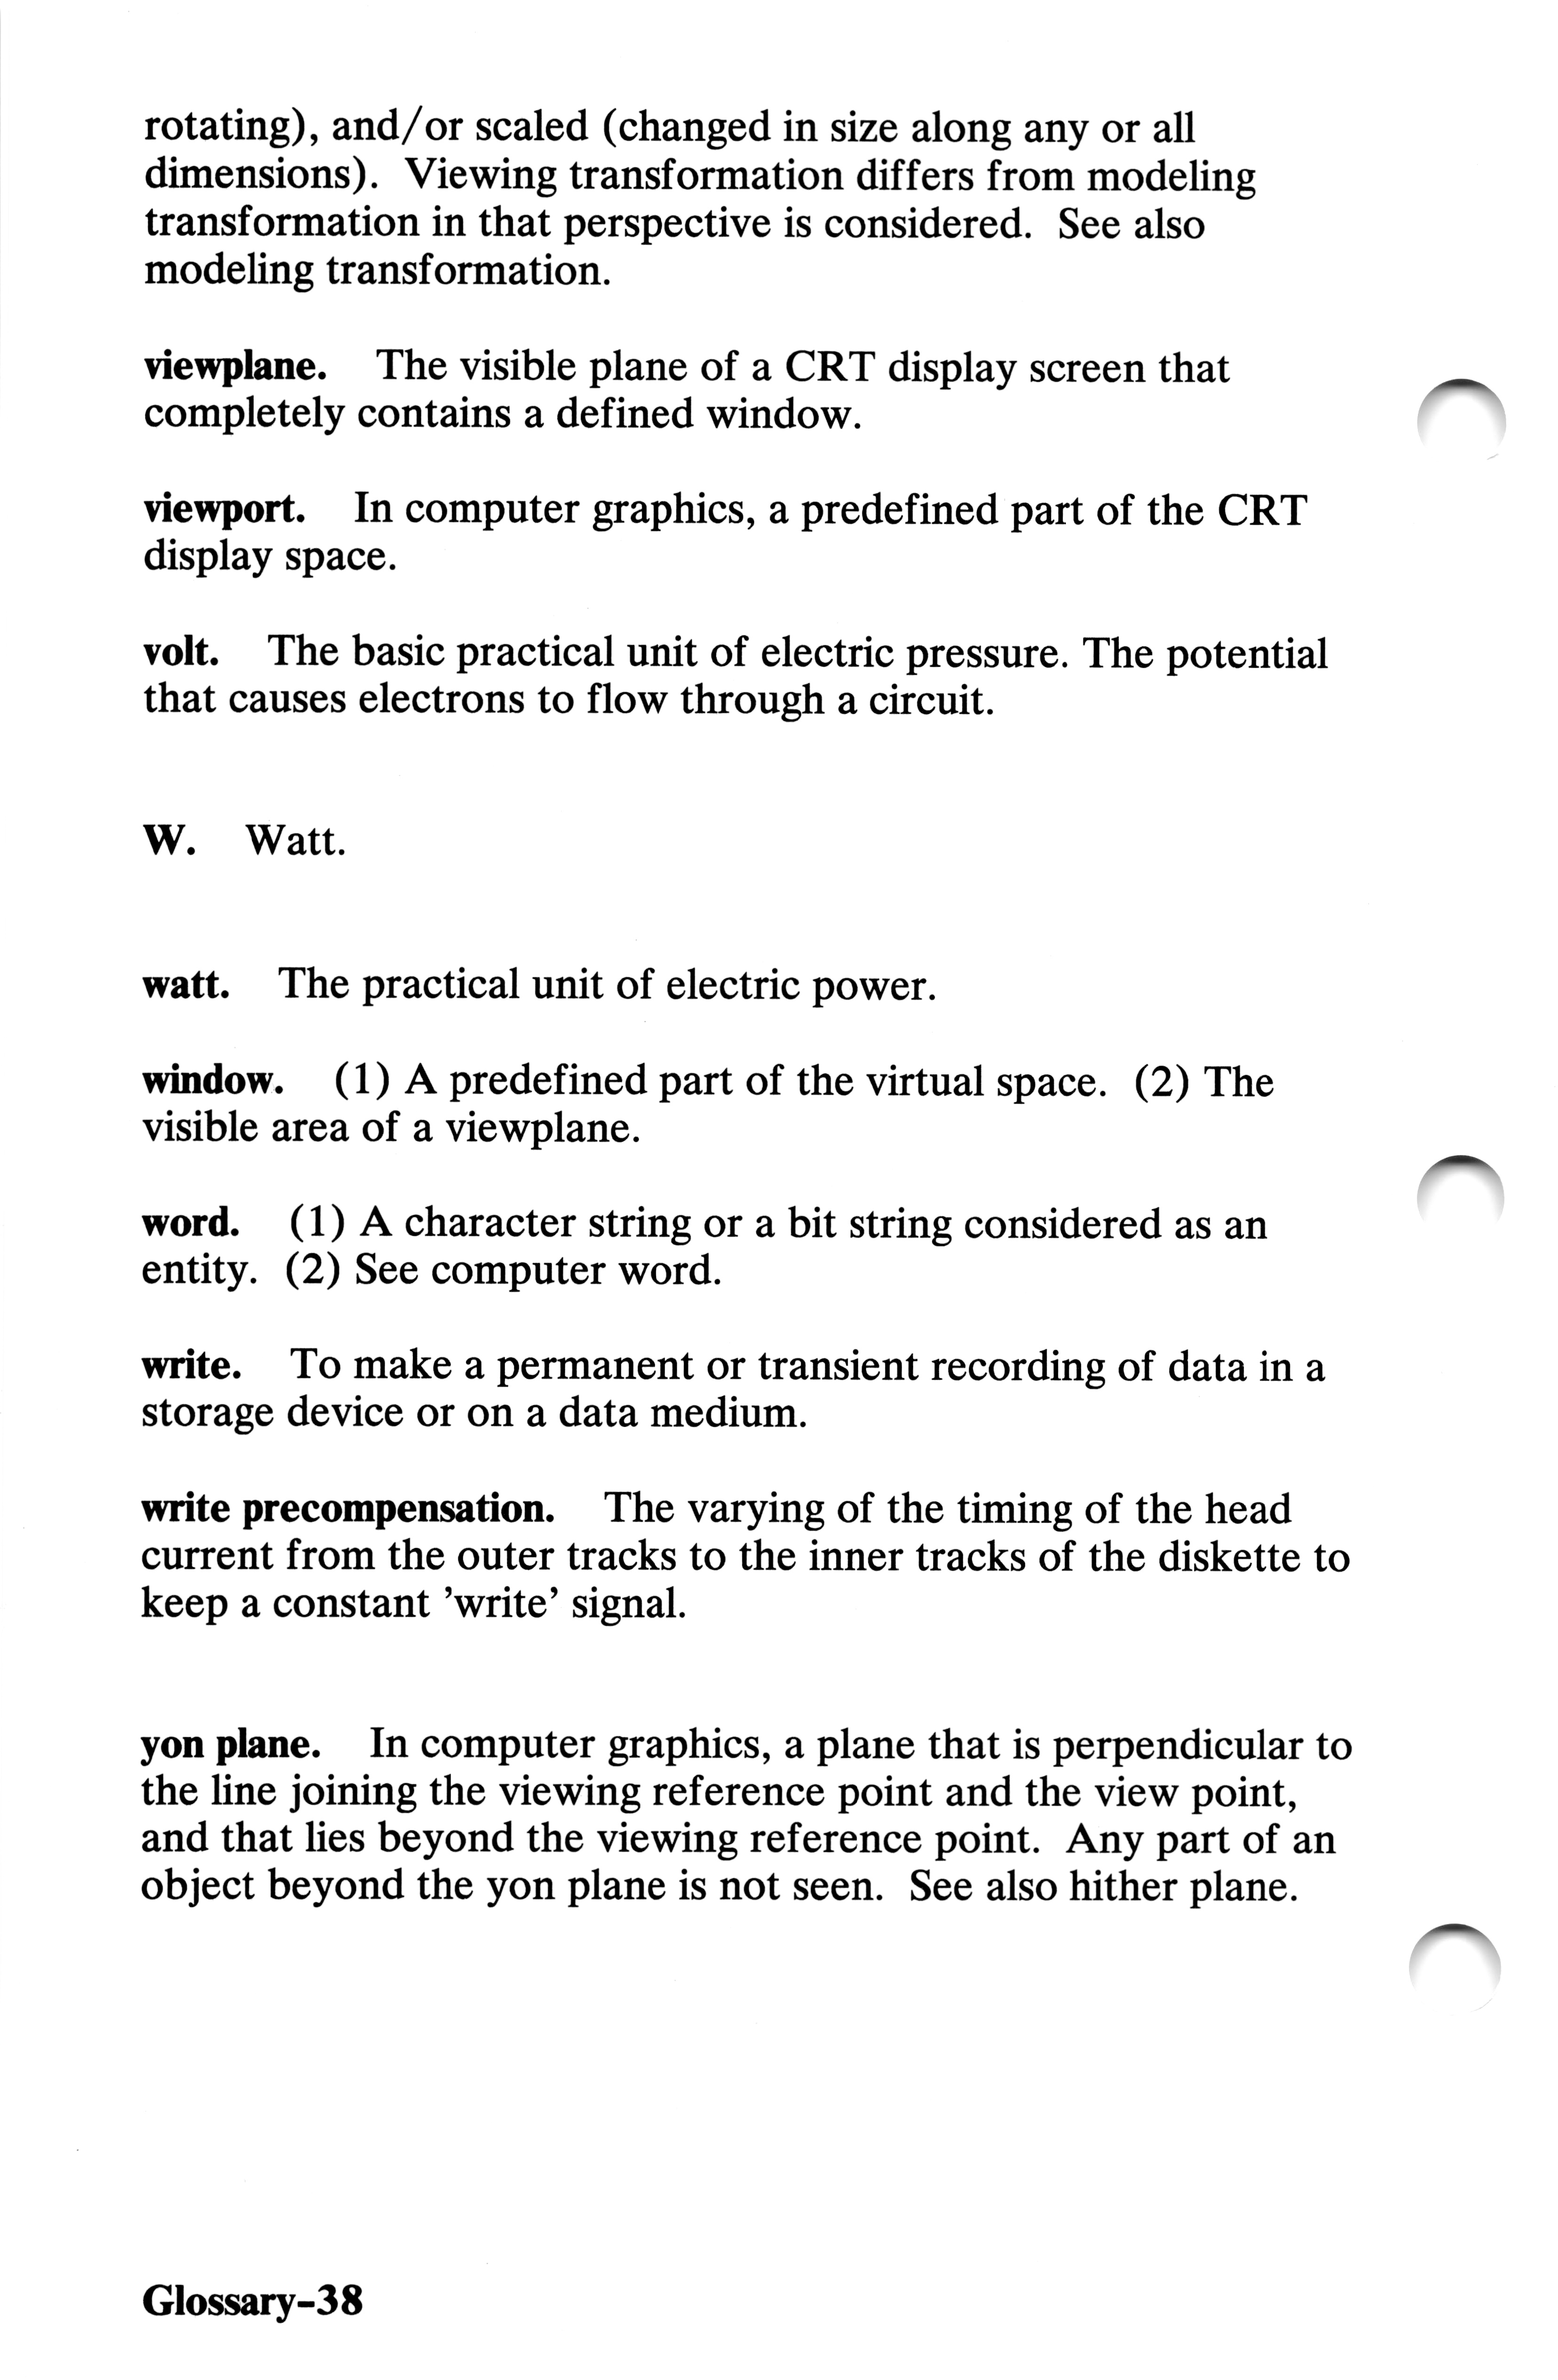 rotating), and/or scaled (changed in size along any or all
dimensions).  Viewing transformation differs from modeling
transformation in that perspective is considered.  See also
modeling transformation.
viewplane.  The visible plane of a CRT display screen that
completely contains a defined window.
viewport.  In computer graphics, a predefined part of the CRT
display space.
volt.  The basic practical unit of electric pressure. The potential
that causes electrons to flow through a circuit.
W.  Watt.
watt.  The practical unit of electric power.
window.  (1) A predefined part of the virtual space.  (2) The
visible area of a viewplane.
word.  (1) A character string or a bit string considered as an
entity.  (2) See computer word.
write.  To make a permanent or transient recording of data in a
storage device or on a data medium.
write precompensation.  The varying of the timing of the head
current from the outer tracks to the inner tracks of the diskette to
keep a constant ’write’ signal.
yon plane.  In computer graphics, a plane that is perpendicular to
the line joining the viewing reference point and the view point,
and that lies beyond the viewing reference point.  Any part of an
object beyond the yon plane is not seen.  See also hither plane.
Glossary-38